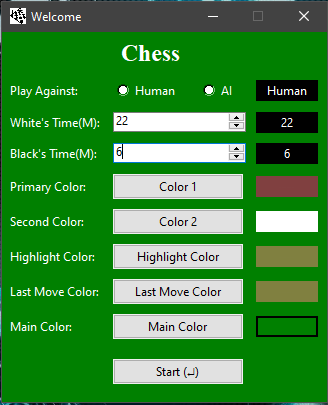 Welcome
Chess
Play Against: Human AI Human
White's Time(M): 22 22
Black's Time(M): 6 6
Primary Color: Color 1
Second Color: Color 2
Highlight Color: Highlight Color
Last Move Color: Last Move Color
Main Color: Main Color
Start (↵)